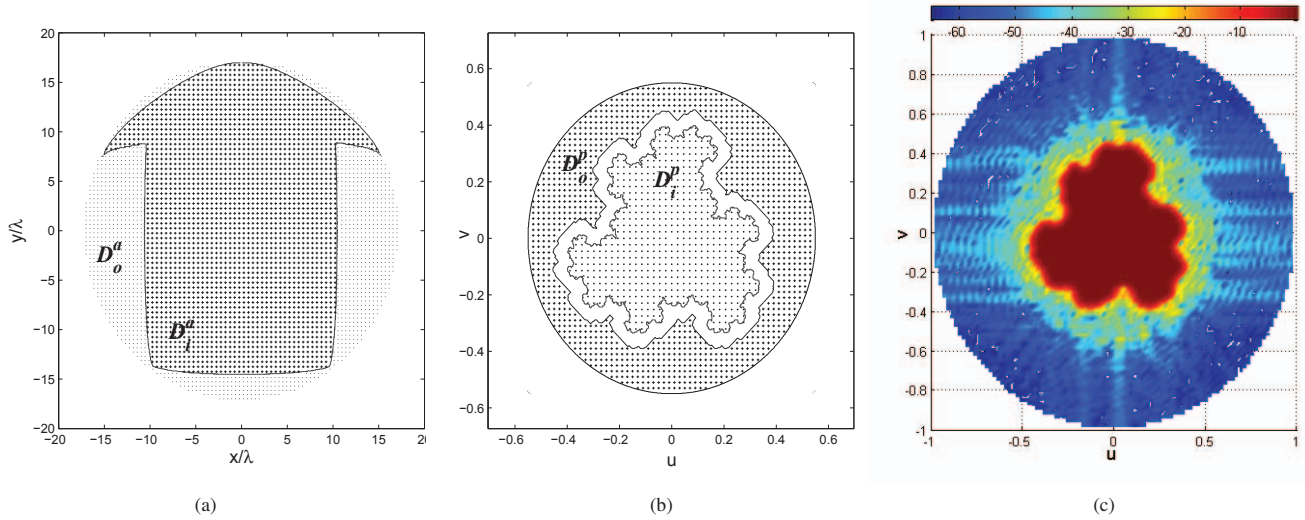 20
15
10
5
0
−5
−10
−15
−20
y/λ
D_o^a
D_i^a
−20 −15 −10 −5 0 5 10 15 20
x/λ
(a)
0.6
0.4
0.2
0
−0.2
−0.4
−0.6
v
D_o^p
D_i^p
−0.6 −0.4 −0.2 0 0.2 0.4 0.6
u
(b)
-60 -50 -40 -30 -20 -10
1
0.8
0.6
0.4
0.2
0
-0.2
-0.4
-0.6
-0.8
-1
v
-1 -0.5 0 0.5 1
u
(c)